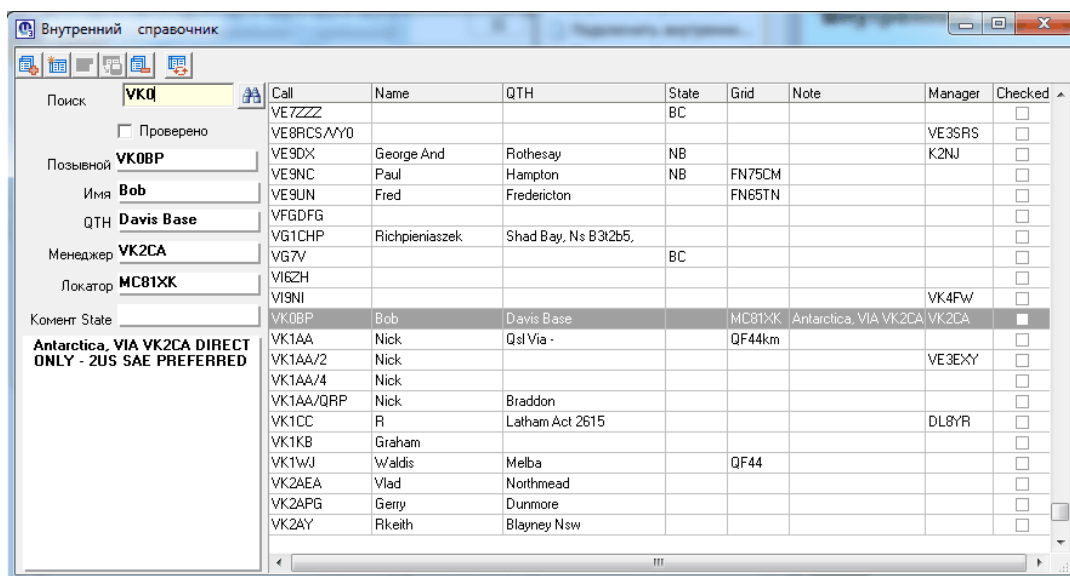 Внутренний справочник
Поиск VK0
Проверено
Позывной VK0BP
Имя Bob
QTH Davis Base
Менеджер VK2CA
Локатор MC81XK
Комент State
Antarctica, VIA VK2CA DIRECT
ONLY - 2US SAE PREFERRED
Call Name QTH State Grid Note Manager Checked
VE7ZZZ BC
VE8RCS/VY0 VE3SRS
VE9DX George And Rothesay NB K2NJ
VE9NC Paul Hampton NB FN75CM
VE9UN Fred Fredericton FN65TN
VFGDFG
VG1CHP Richpieniaszek Shad Bay, Ns B3t2b5,
VG7V BC
VI6ZH
VI9NI VK4FW
VK0BP Bob Davis Base MC81XK Antarctica, VIA VK2CA VK2CA
VK1AA Nick Qsl Via - QF44km
VK1AA/2 Nick VE3EXY
VK1AA/4 Nick
VK1AA/QRP Nick Braddon
VK1CC R Latham Act 2615 DL8YR
VK1KB Graham
VK1WJ Waldis Melba QF44
VK2AEA Vlad Northmead
VK2APG Gerry Dunmore
VK2AY Rkeith Blayney Nsw